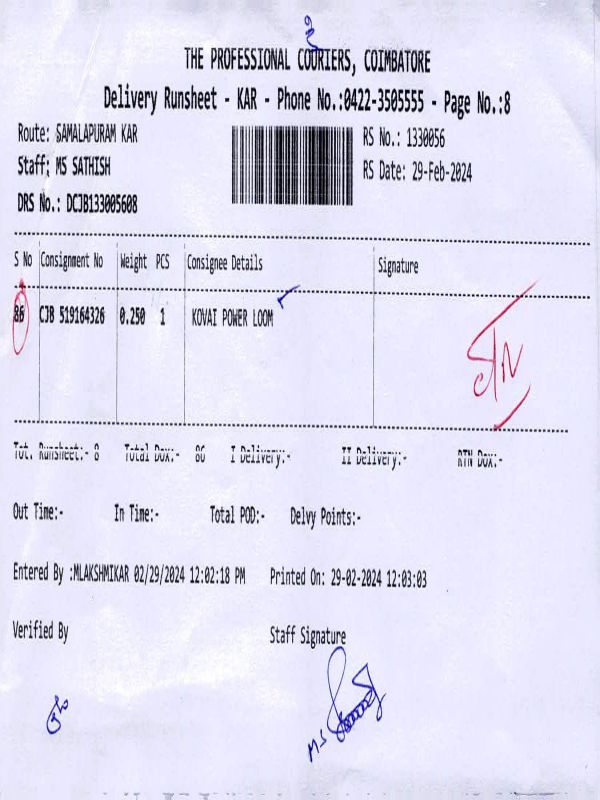 THE PROFESSIONAL COURIERS, COIMBATORE
Delivery Runsheet - KAR - Phone No.:0422-3505555 - Page No.:8
Route: SAMALAPURAM KAR
RS No.: 1330056
Staff: MS SATHISH
RS Date: 29-Feb-2024
DRS No.: DCJB133005608
S No Consignment No Weight PCS Consignee Details Signature
86 CJB 519164326 0.250 1 KOVAI POWER LOOM
Tot. Runsheet:- 8 Total Dox:- 86 I Delivery:- II Delivery:- RTN Dox:-
Out Time:- In Time:- Total POD:- Delvy Points:-
Entered By :MLAKSHMIKAR 02/29/2024 12:02:18 PM Printed On: 29-02-2024 12:03:03
Verified By Staff Signature
MS